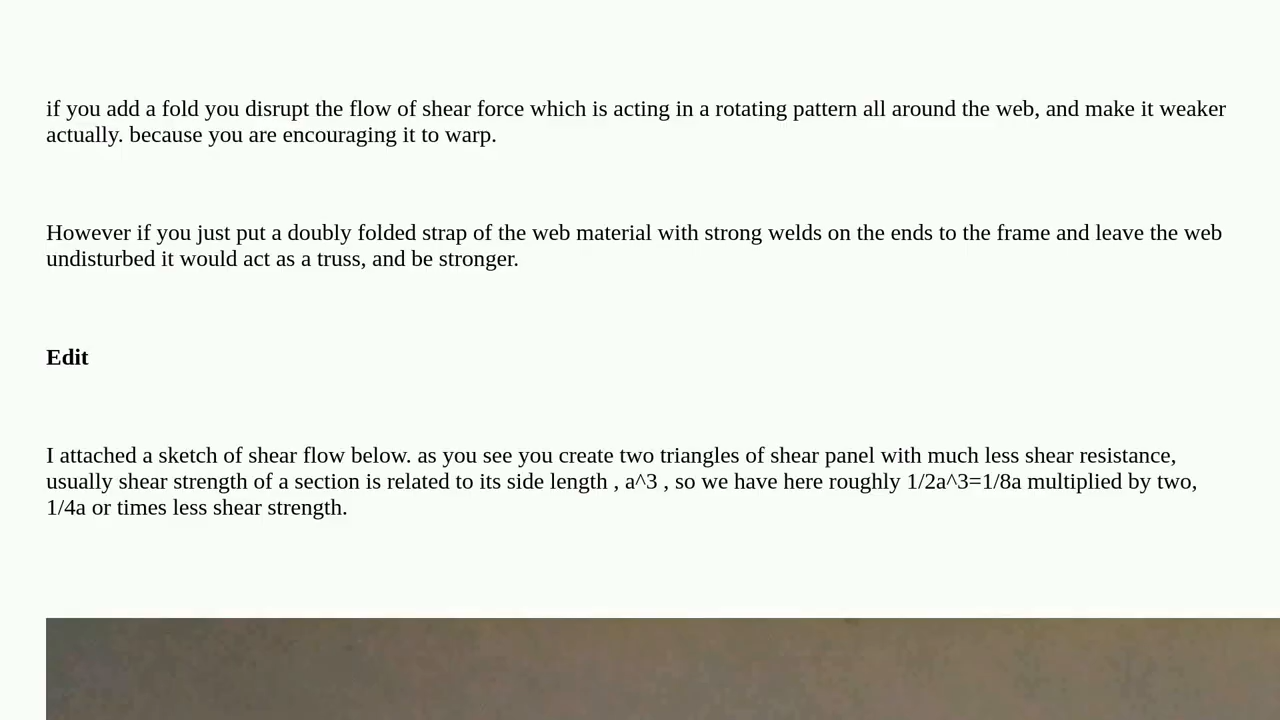 if you add a fold you disrupt the flow of shear force which is acting in a rotating pattern all around the web, and make it weaker
actually. because you are encouraging it to warp.
However if you just put a doubly folded strap of the web material with strong welds on the ends to the frame and leave the web
undisturbed it would act as a truss, and be stronger.
Edit
I attached a sketch of shear flow below. as you see you create two triangles of shear panel with much less shear resistance,
usually shear strength of a section is related to its side length , a^3 , so we have here roughly 1/2a^3=1/8a multiplied by two,
1/4a or times less shear strength.